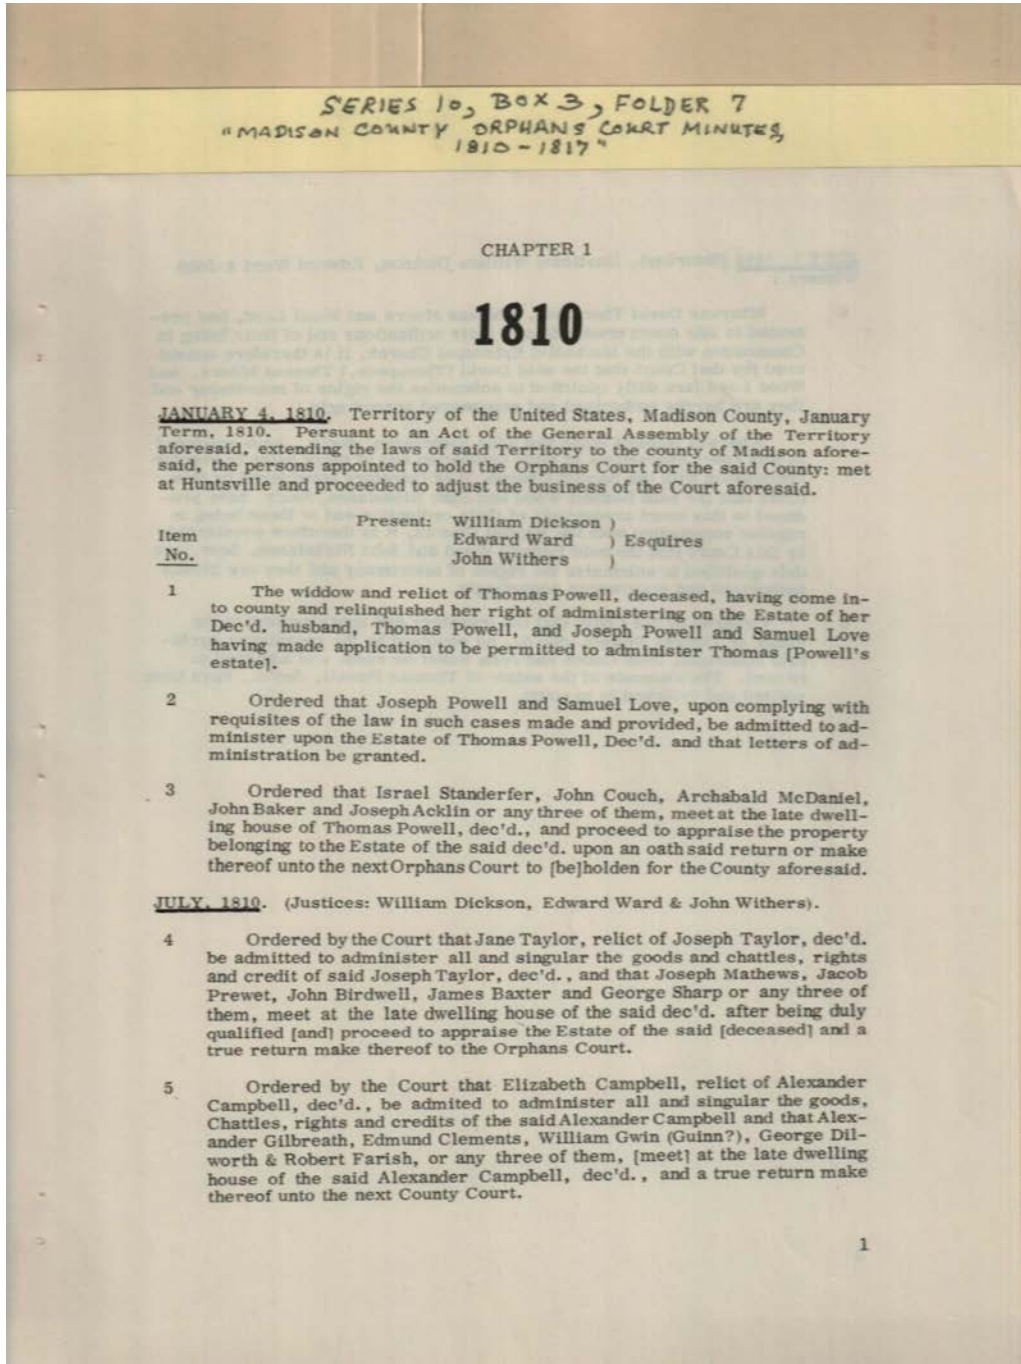 SERIES 10, BOX 3, FOLDER 7
"MADISON COUNTY ORPHANS COURT MINUTES,
1810-1817"
CHAPTER 1
1810
JANUARY 4, 1810. Territory of the United States, Madison County, January
Term, 1810. Persuant to an Act of the General Assembly of the Territory
aforesaid, extending the laws of said Territory to the county of Madison afore-
said, the persons appointed to hold the Orphans Court for the said County: met
at Huntsville and proceeded to adjust the business of the Court aforesaid.
Present: William Dickson )
Item Edward Ward ) Esquires
No. John Withers )
1 The widdow and relict of Thomas Powell, deceased, having come in-
to county and relinquished her right of administering on the Estate of her
Dec'd. husband, Thomas Powell, and Joseph Powell and Samuel Love
having made application to be permitted to administer Thomas [Powell's
estate].
2 Ordered that Joseph Powell and Samuel Love, upon complying with
requisites of the law in such cases made and provided, be admitted to ad-
minister upon the Estate of Thomas Powell, Dec'd. and that letters of ad-
ministration be granted.
3 Ordered that Israel Standerfer, John Couch, Archabald McDaniel,
John Baker and Joseph Acklin or any three of them, meet at the late dwell-
ing house of Thomas Powell, dec'd., and proceed to appraise the property
belonging to the Estate of the said dec'd. upon an oath said return or make
thereof unto the next Orphans Court to [be]holden for the County aforesaid.
JULY, 1810. (Justices: William Dickson, Edward Ward & John Withers).
4 Ordered by the Court that Jane Taylor, relict of Joseph Taylor, dec'd.
be admitted to administer all and singular the goods and chattles, rights
and credit of said Joseph Taylor, dec'd., and that Joseph Mathews, Jacob
Prewet, John Birdwell, James Baxter and George Sharp or any three of
them, meet at the late dwelling house of the said dec'd. after being duly
qualified [and] proceed to appraise the Estate of the said [deceased] and a
true return make thereof to the Orphans Court.
5 Ordered by the Court that Elizabeth Campbell, relict of Alexander
Campbell, dec'd., be admited to administer all and singular the goods,
Chattles, rights and credits of the said Alexander Campbell and that Alex-
ander Gilbreath, Edmund Clements, William Gwin (Guinn?), George Dil-
worth & Robert Farish, or any three of them, [meet] at the late dwelling
house of the said Alexander Campbell, dec'd., and a true return make
thereof unto the next County Court.
1